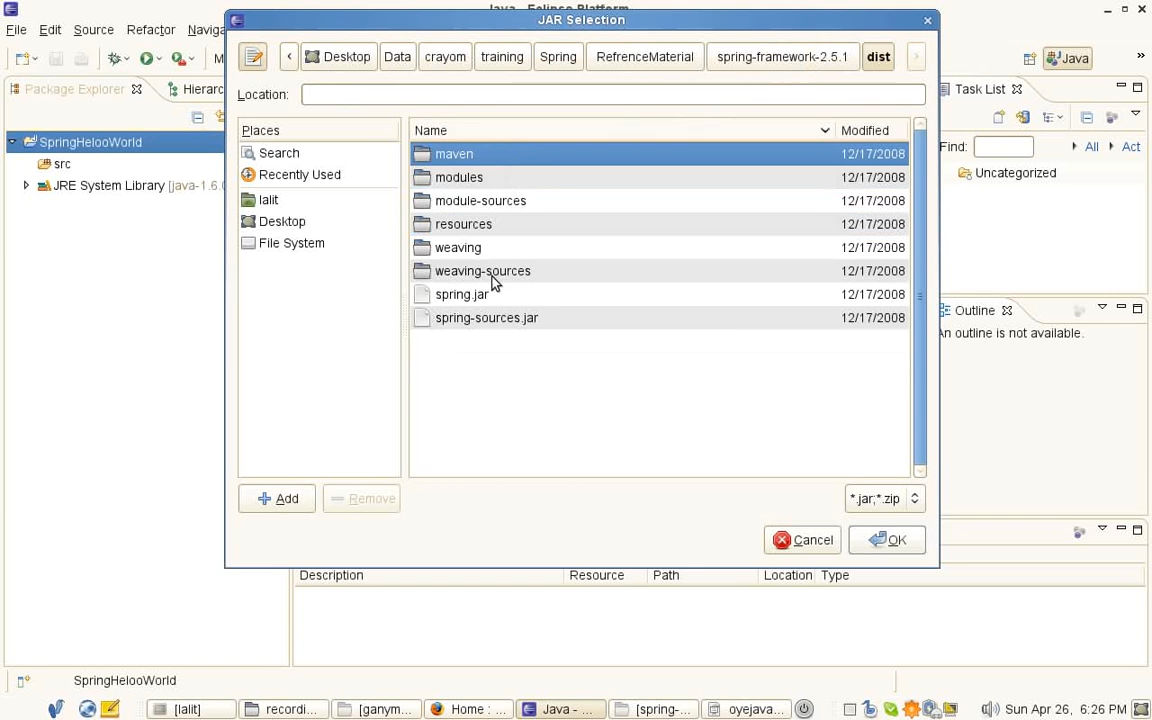 Java - Eclipse Platform
JAR Selection
File Edit Source Refactor Naviga
Desktop Data crayom training Spring RefrenceMaterial spring-framework-2.5.1 dist
Java
Package Explorer Hierarc
Location:
Task List
Places
Name Modified
SpringHelooWorld
src
JRE System Library [java-1.6.0
Search
Recently Used
lalit
Desktop
File System
maven 12/17/2008
modules 12/17/2008
module-sources 12/17/2008
resources 12/17/2008
weaving 12/17/2008
weaving-sources 12/17/2008
spring.jar 12/17/2008
spring-sources.jar 12/17/2008
Find: All Act
Uncategorized
Outline
An outline is not available.
Add Remove *.jar;*.zip
Cancel OK
Description Resource Path Location Type
SpringHelooWorld
[lalit] recordi... [ganym... Home : ... Java - ... [spring-... oyejava... Sun Apr 26, 6:26 PM